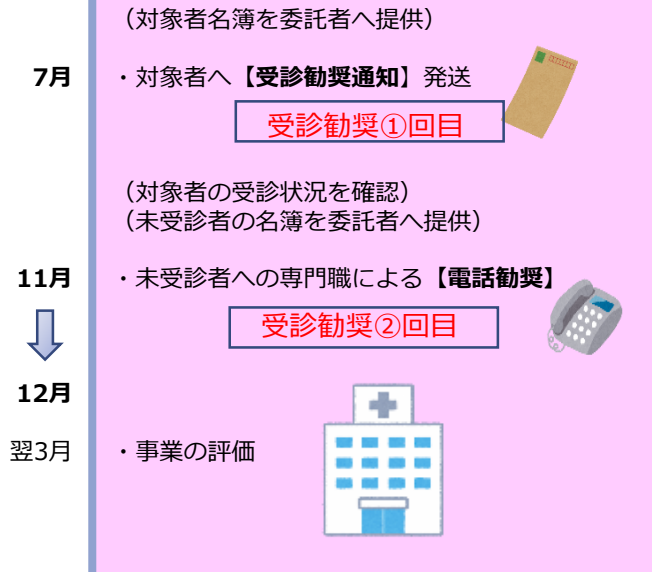 （対象者名簿を委託者へ提供）
7月 ・対象者へ【受診勧奨通知】発送
受診勧奨①回目
（対象者の受診状況を確認）
（未受診者の名簿を委託者へ提供）
11月 ・未受診者への専門職による【電話勧奨】
受診勧奨②回目
12月
翌3月 ・事業の評価